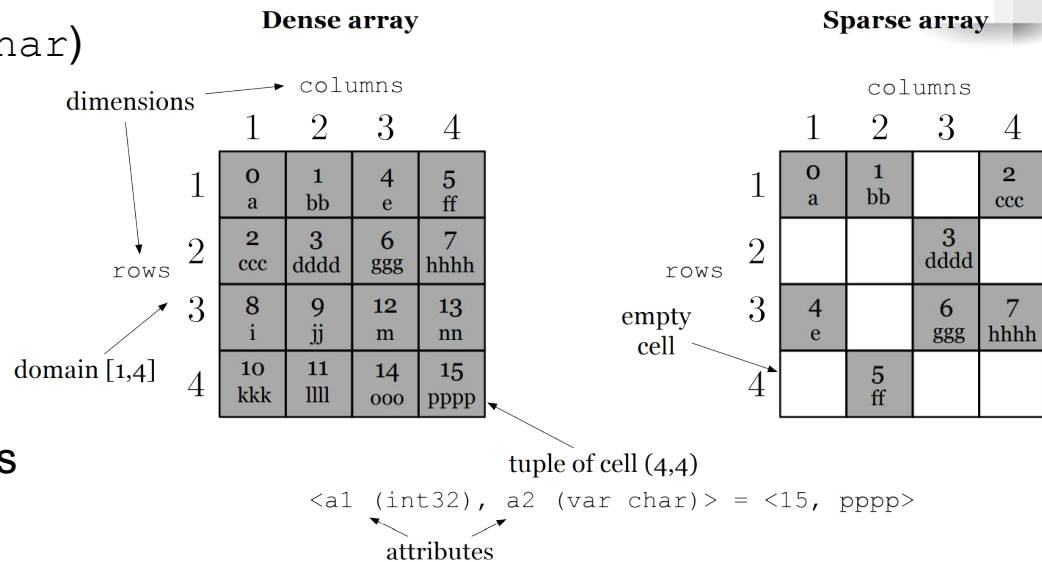 Dense array
Sparse array
har)
columns
columns
dimensions
1 2 3 4
1 2 3 4
1
0 1 4 5
a bb e ff
2
2 3 6 7
ccc dddd ggg hhhh
rows
3
8 9 12 13
i jj m nn
domain [1,4]
4
10 11 14 15
kkk llll ooo pppp
1
0 1 2
a bb ccc
2
3
dddd
rows
3
4 6 7
e ggg hhhh
empty
cell
4
5
ff
s
tuple of cell (4,4)
<a1 (int32), a2 (var char)> = <15, pppp>
attributes